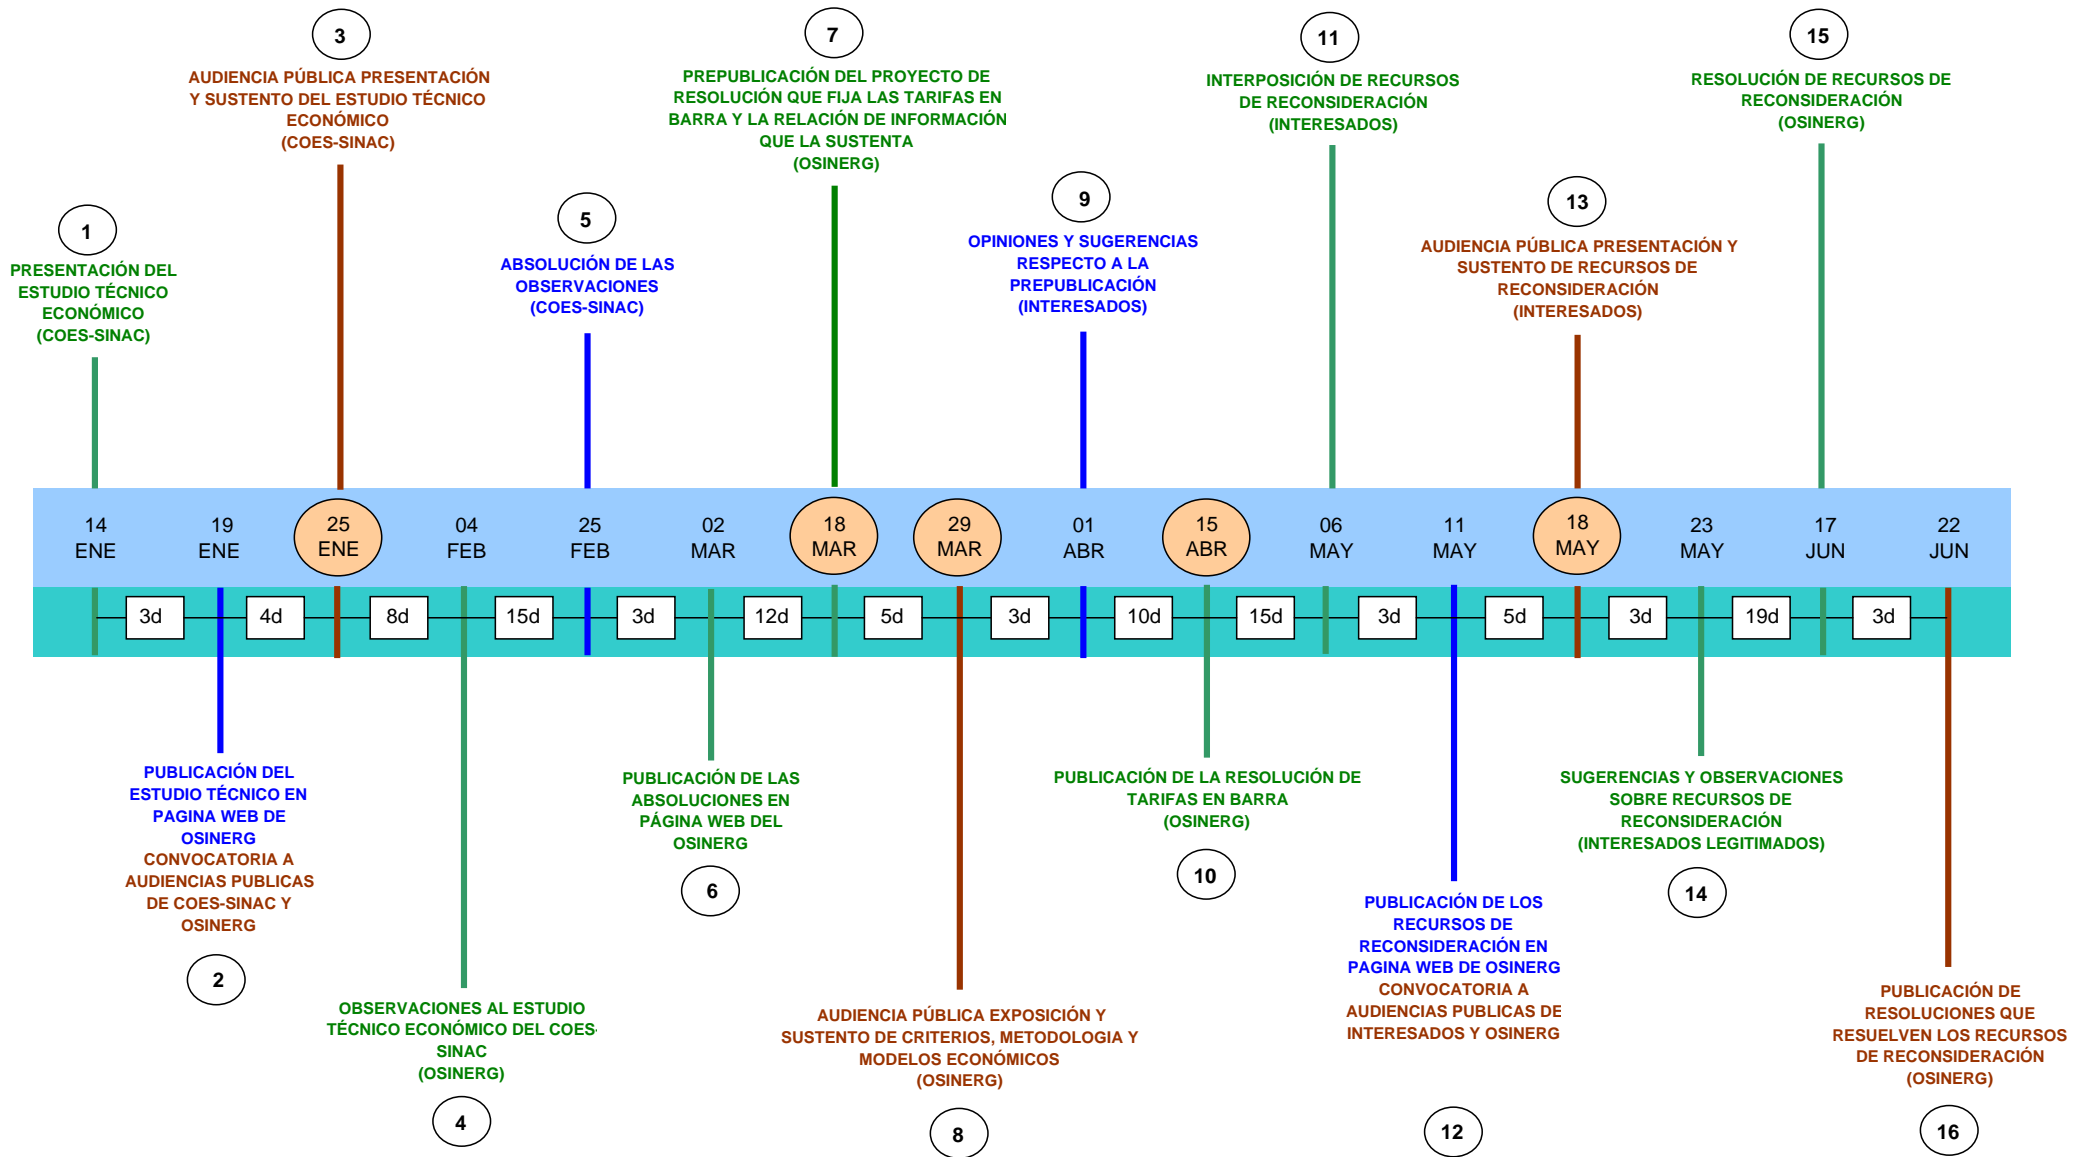 3
AUDIENCIA PÚBLICA PRESENTACIÓN
Y SUSTENTO DEL ESTUDIO TÉCNICO
ECONÓMICO
(COES-SINAC)
7
PREPUBLICACIÓN DEL PROYECTO DE
RESOLUCIÓN QUE FIJA LAS TARIFAS EN
BARRA Y LA RELACIÓN DE INFORMACIÓN
QUE LA SUSTENTA
(OSINERG)
11
INTERPOSICIÓN DE RECURSOS
DE RECONSIDERACIÓN
(INTERESADOS)
15
RESOLUCIÓN DE RECURSOS DE
RECONSIDERACIÓN
(OSINERG)
1
PRESENTACIÓN DEL
ESTUDIO TÉCNICO
ECONÓMICO
(COES-SINAC)
5
ABSOLUCIÓN DE LAS
OBSERVACIONES
(COES-SINAC)
9
OPINIONES Y SUGERENCIAS
RESPECTO A LA
PREPUBLICACIÓN
(INTERESADOS)
13
AUDIENCIA PÚBLICA PRESENTACIÓN Y
SUSTENTO DE RECURSOS DE
RECONSIDERACIÓN
(INTERESADOS)
14
ENE
19
ENE
25
ENE
04
FEB
25
FEB
02
MAR
18
MAR
29
MAR
01
ABR
15
ABR
06
MAY
11
MAY
18
MAY
23
MAY
17
JUN
22
JUN
3d
4d
8d
15d
3d
12d
5d
3d
10d
15d
3d
5d
3d
19d
3d
PUBLICACIÓN DEL
ESTUDIO TÉCNICO EN
PAGINA WEB DE
OSINERG
CONVOCATORIA A
AUDIENCIAS PUBLICAS
DE COES-SINAC Y
OSINERG
2
OBSERVACIONES AL ESTUDIO
TÉCNICO ECONÓMICO DEL COES-
SINAC
(OSINERG)
4
PUBLICACIÓN DE LAS
ABSOLUCIONES EN
PÁGINA WEB DEL
OSINERG
6
AUDIENCIA PÚBLICA EXPOSICIÓN Y
SUSTENTO DE CRITERIOS, METODOLOGIA Y
MODELOS ECONÓMICOS
(OSINERG)
8
PUBLICACIÓN DE LA RESOLUCIÓN DE
TARIFAS EN BARRA
(OSINERG)
10
PUBLICACIÓN DE LOS
RECURSOS DE
RECONSIDERACIÓN EN
PAGINA WEB DE OSINERG
CONVOCATORIA A
AUDIENCIAS PUBLICAS DE
INTERESADOS Y OSINERG
12
SUGERENCIAS Y OBSERVACIONES
SOBRE RECURSOS DE
RECONSIDERACIÓN
(INTERESADOS LEGITIMADOS)
14
PUBLICACIÓN DE
RESOLUCIONES QUE
RESUELVEN LOS RECURSOS
DE RECONSIDERACIÓN
(OSINERG)
16